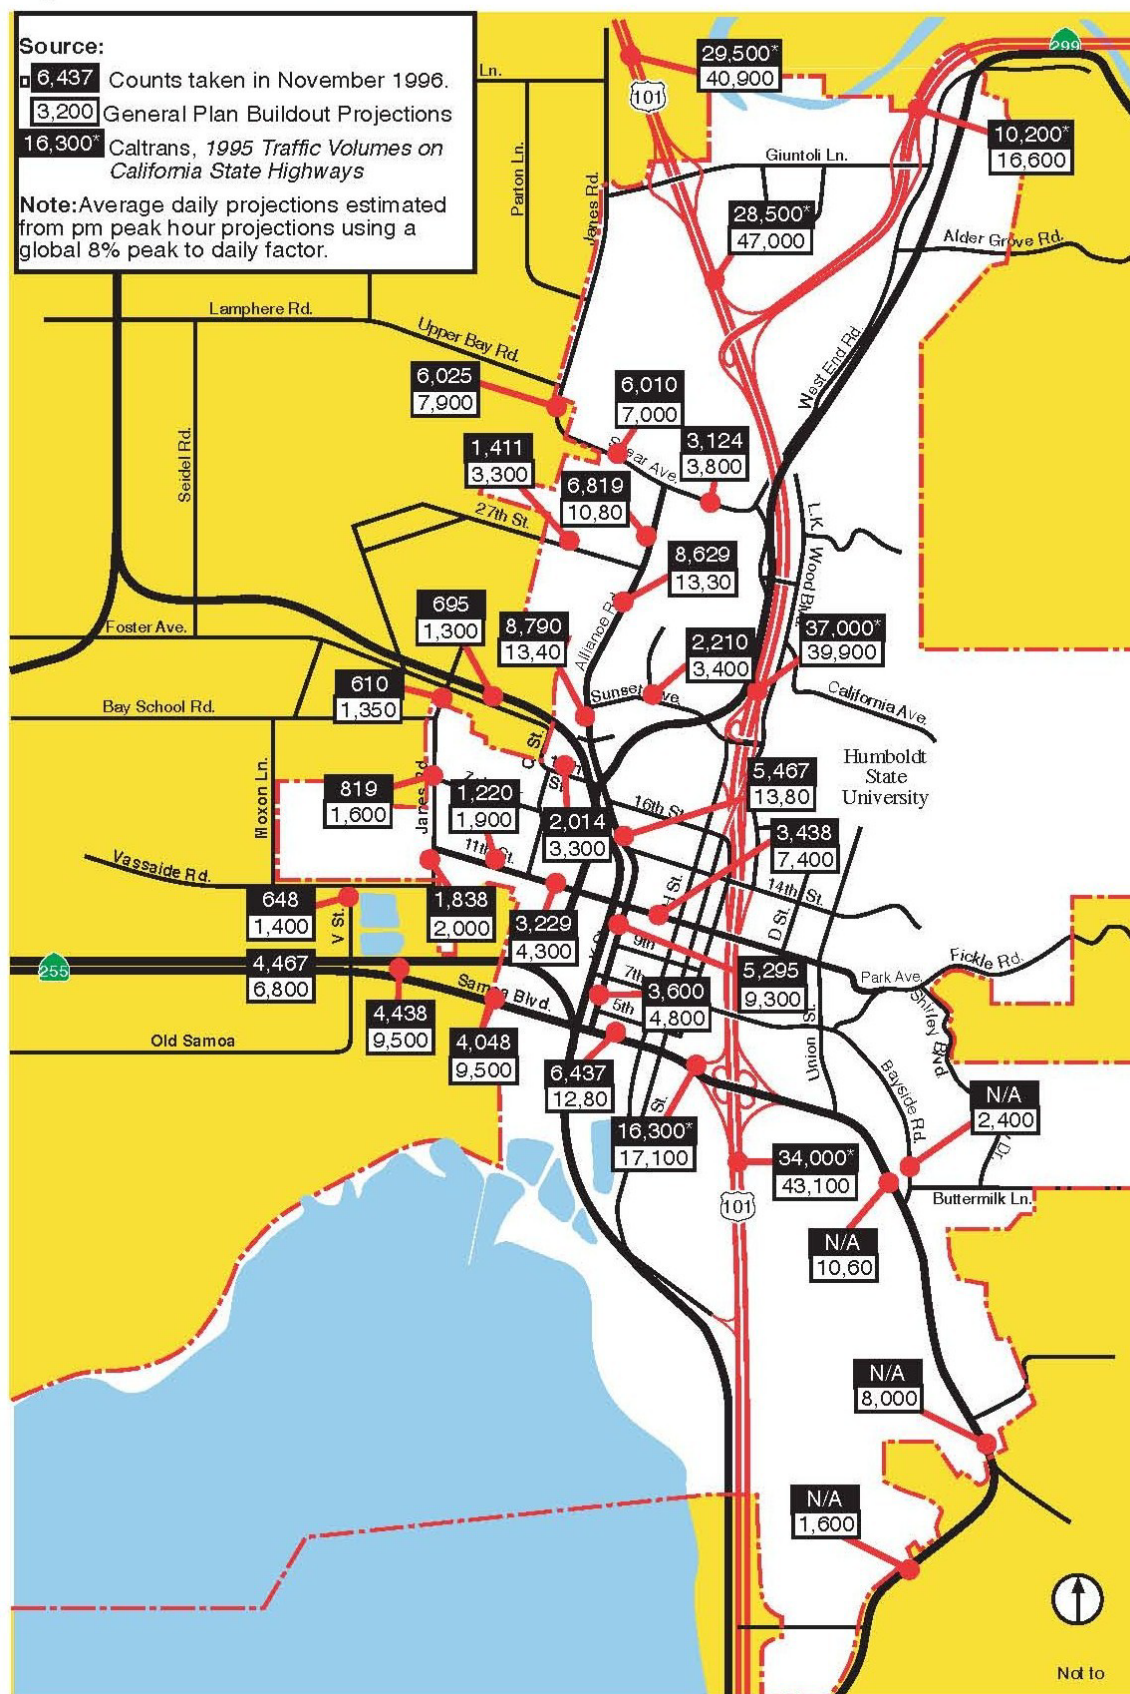 Source:
6,437 Counts taken in November 1996.
3,200 General Plan Buildout Projections
16,300* Caltrans, 1995 Traffic Volumes on
California State Highways
Note:Average daily projections estimated
from pm peak hour projections using a
global 8% peak to daily factor.
Ln.
Parton Ln.
Janes Rd.
101
29,500*
40,900
299
10,200*
16,600
Giuntoli Ln.
28,500*
47,000
Alder Grove Rd.
Lamphere Rd.
Upper Bay Rd.
West End Rd.
6,025
7,900
6,010
7,000
Seidel Rd.
1,411
3,300
3,124
3,800
ear Ave.
6,819
10,80
27th St.
L.K. Wood Blv
8,629
13,30
Foster Ave.
695
1,300
8,790
13,40
Alliance Rd
2,210
3,400
37,000*
39,900
610
1,350
Sunset ve.
California Ave.
Bay School Rd.
St.
Humboldt
State
University
Moxon Ln.
819
1,600
Janes Rd
1,220
1,900
St.
2,014
3,300
16th St.
5,467
13,80
3,438
7,400
11th St.
14th St.
Vassaide Rd.
648
1,400
V St.
1,838
2,000
3,229
4,300
H St.
D St.
9th
255
4,467
6,800
4,438
9,500
Samoa Blvd.
7th
5th
3,600
4,800
5,295
9,300
Park Ave.
Fickle Rd.
Shirley Blvd.
Old Samoa
4,048
9,500
6,437
12,80
Union St.
Bayside Rd.
N/A
2,400
St.
16,300*
17,100
34,000*
43,100
Dr.
101
Buttermilk Ln.
N/A
10,60
N/A
8,000
N/A
1,600
Not to